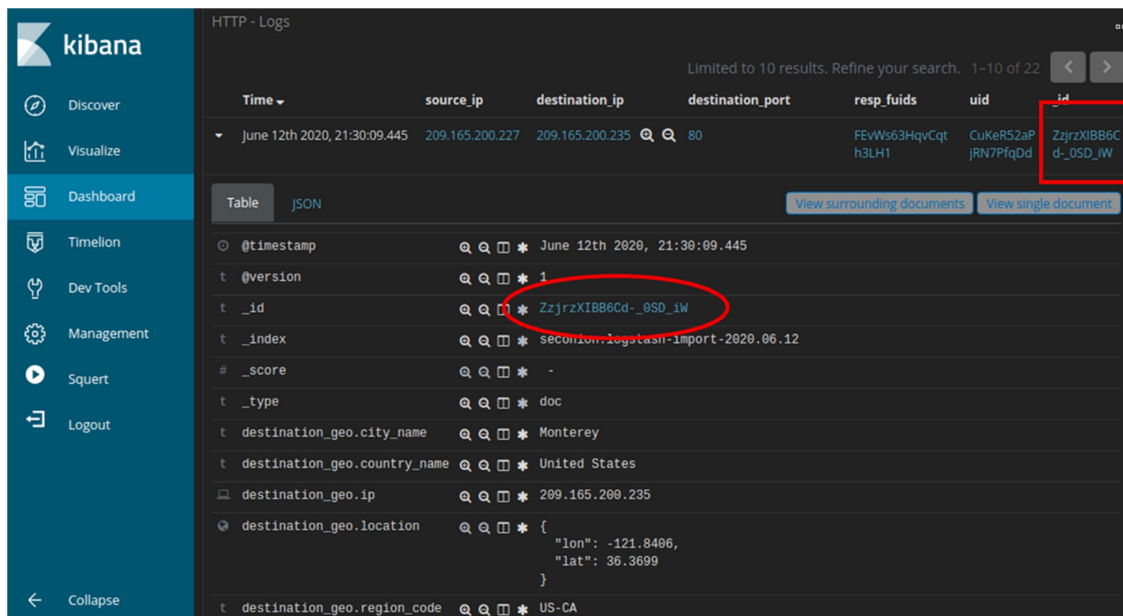 kibana
Discover
Visualize
Dashboard
Timelion
Dev Tools
Management
Squert
Logout
Collapse
HTTP - Logs
Limited to 10 results. Refine your search. 1–10 of 22
Time source_ip destination_ip destination_port resp_fuids uid _id
June 12th 2020, 21:30:09.445 209.165.200.227 209.165.200.235 80 FEvWs63HqvCqt CuKeR52aP ZzjrzXIBB6C
h3LH1 jRN7PfqDd d-_0SD_iW
Table JSON View surrounding documents View single document
@timestamp June 12th 2020, 21:30:09.445
t @version 1
t _id ZzjrzXIBB6Cd-_0SD_iW
t _index seconion:logstash-import-2020.06.12
# _score -
t _type doc
t destination_geo.city_name Monterey
t destination_geo.country_name United States
destination_geo.ip 209.165.200.235
destination_geo.location {
"lon": -121.8406,
"lat": 36.3699
}
t destination_geo.region_code US-CA